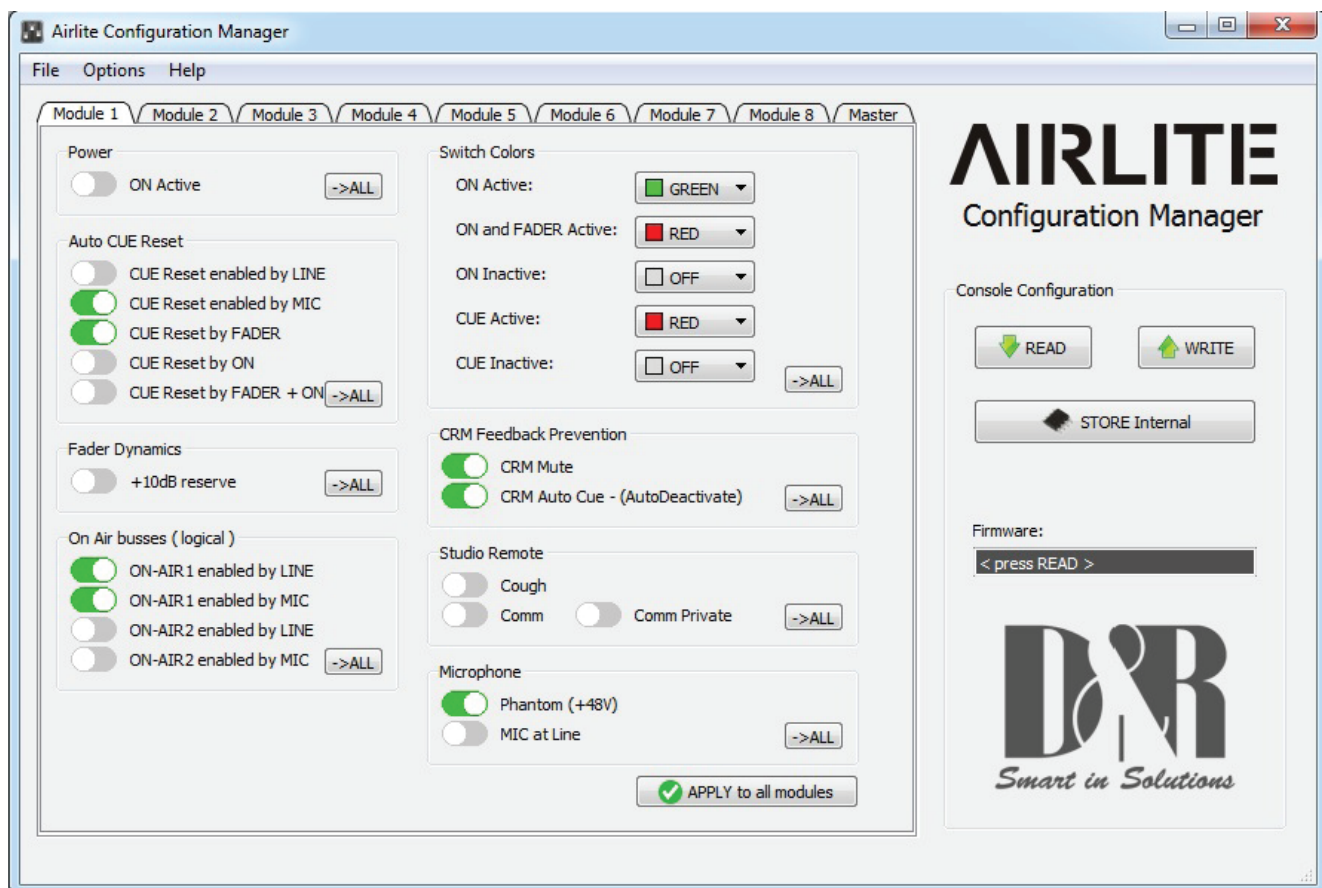 Airlite Configuration Manager
File Options Help
Module 1 Module 2 Module 3 Module 4 Module 5 Module 6 Module 7 Module 8 Master
Power
ON Active ->ALL
Auto CUE Reset
CUE Reset enabled by LINE
CUE Reset enabled by MIC
CUE Reset by FADER
CUE Reset by ON
CUE Reset by FADER + ON ->ALL
Fader Dynamics
+10dB reserve ->ALL
On Air busses ( logical )
ON-AIR1 enabled by LINE
ON-AIR1 enabled by MIC
ON-AIR2 enabled by LINE
ON-AIR2 enabled by MIC ->ALL
Switch Colors
ON Active: GREEN
ON and FADER Active: RED
ON Inactive: OFF
CUE Active: RED
CUE Inactive: OFF
->ALL
CRM Feedback Prevention
CRM Mute
CRM Auto Cue - (AutoDeactivate) ->ALL
Studio Remote
Cough
Comm Comm Private ->ALL
Microphone
Phantom (+48V)
MIC at Line ->ALL
APPLY to all modules
AIRLITE
Configuration Manager
Console Configuration
READ WRITE
STORE Internal
Firmware:
< press READ >
D&R
Smart in Solutions